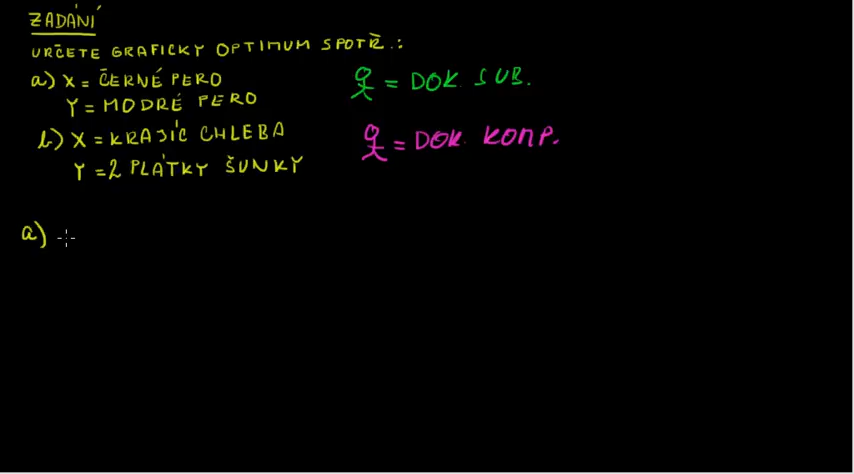 ZADÁNÍ
URČETE GRAFICKY OPTIMUM SPOTŘ.:
a) X = ČERNÉ PERO = DOK SUB.
Y = MODRÉ PERO
b) X = KRAJÍC CHLEBA = DOK. KOMP.
Y = 2 PLÁTKY ŠUNKY
a)